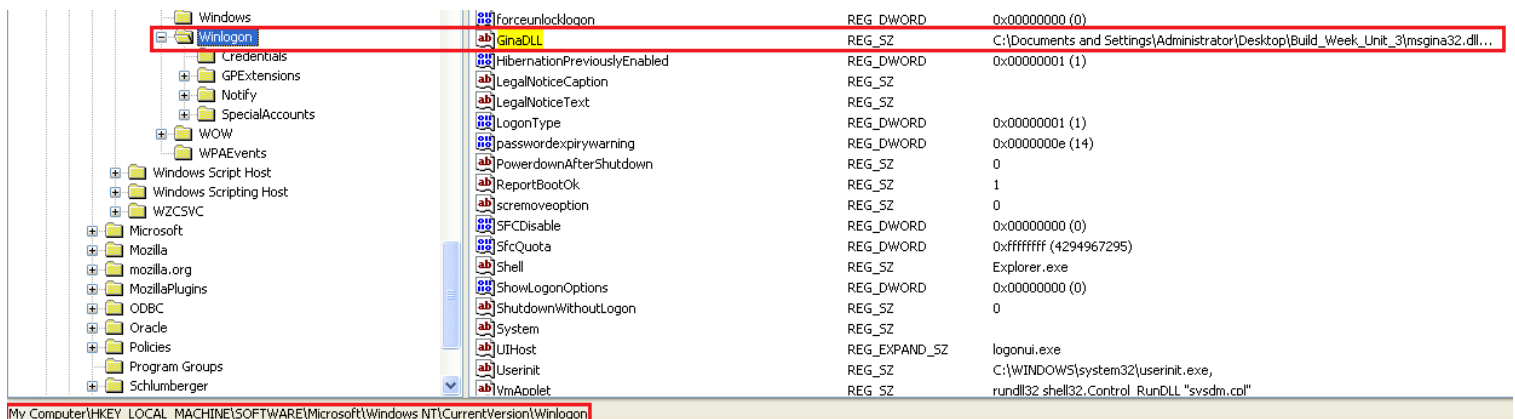 Windows
Winlogon
Credentials
GPExtensions
Notify
SpecialAccounts
WOW
WPAEvents
Windows Script Host
Windows Scripting Host
WZCSVC
Microsoft
Mozilla
mozilla.org
MozillaPlugins
ODBC
Oracle
Policies
Program Groups
Schlumberger
forceunlocklogon REG_DWORD 0x00000000 (0)
GinaDLL REG_SZ C:\Documents and Settings\Administrator\Desktop\Build_Week_Unit_3\msgina32.dll...
HibernationPreviouslyEnabled REG_DWORD 0x00000001 (1)
LegalNoticeCaption REG_SZ
LegalNoticeText REG_SZ
LogonType REG_DWORD 0x00000001 (1)
passwordexpirywarning REG_DWORD 0x0000000e (14)
PowerdownAfterShutdown REG_SZ 0
ReportBootOk REG_SZ 1
scremoveoption REG_SZ 0
SFCDisable REG_DWORD 0x00000000 (0)
SfcQuota REG_DWORD 0xffffffff (4294967295)
Shell REG_SZ Explorer.exe
ShowLogonOptions REG_DWORD 0x00000000 (0)
ShutdownWithoutLogon REG_SZ 0
System REG_SZ
UIHost REG_EXPAND_SZ logonui.exe
Userinit REG_SZ C:\WINDOWS\system32\userinit.exe,
VmApplet REG_SZ rundll32 shell32,Control_RunDLL "sysdm.cpl"
My Computer\HKEY_LOCAL_MACHINE\SOFTWARE\Microsoft\Windows NT\CurrentVersion\Winlogon